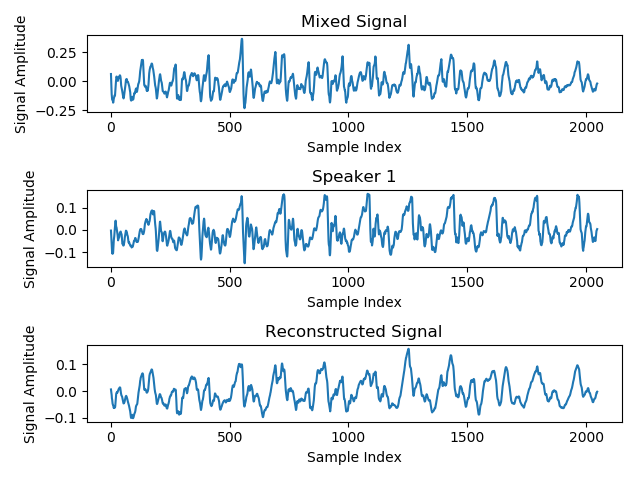 Mixed Signal
Signal Amplitude
0.25
0.00
−0.25
0 500 1000 1500 2000
Sample Index
Speaker 1
Signal Amplitude
0.1
0.0
−0.1
0 500 1000 1500 2000
Sample Index
Reconstructed Signal
Signal Amplitude
0.1
0.0
−0.1
0 500 1000 1500 2000
Sample Index